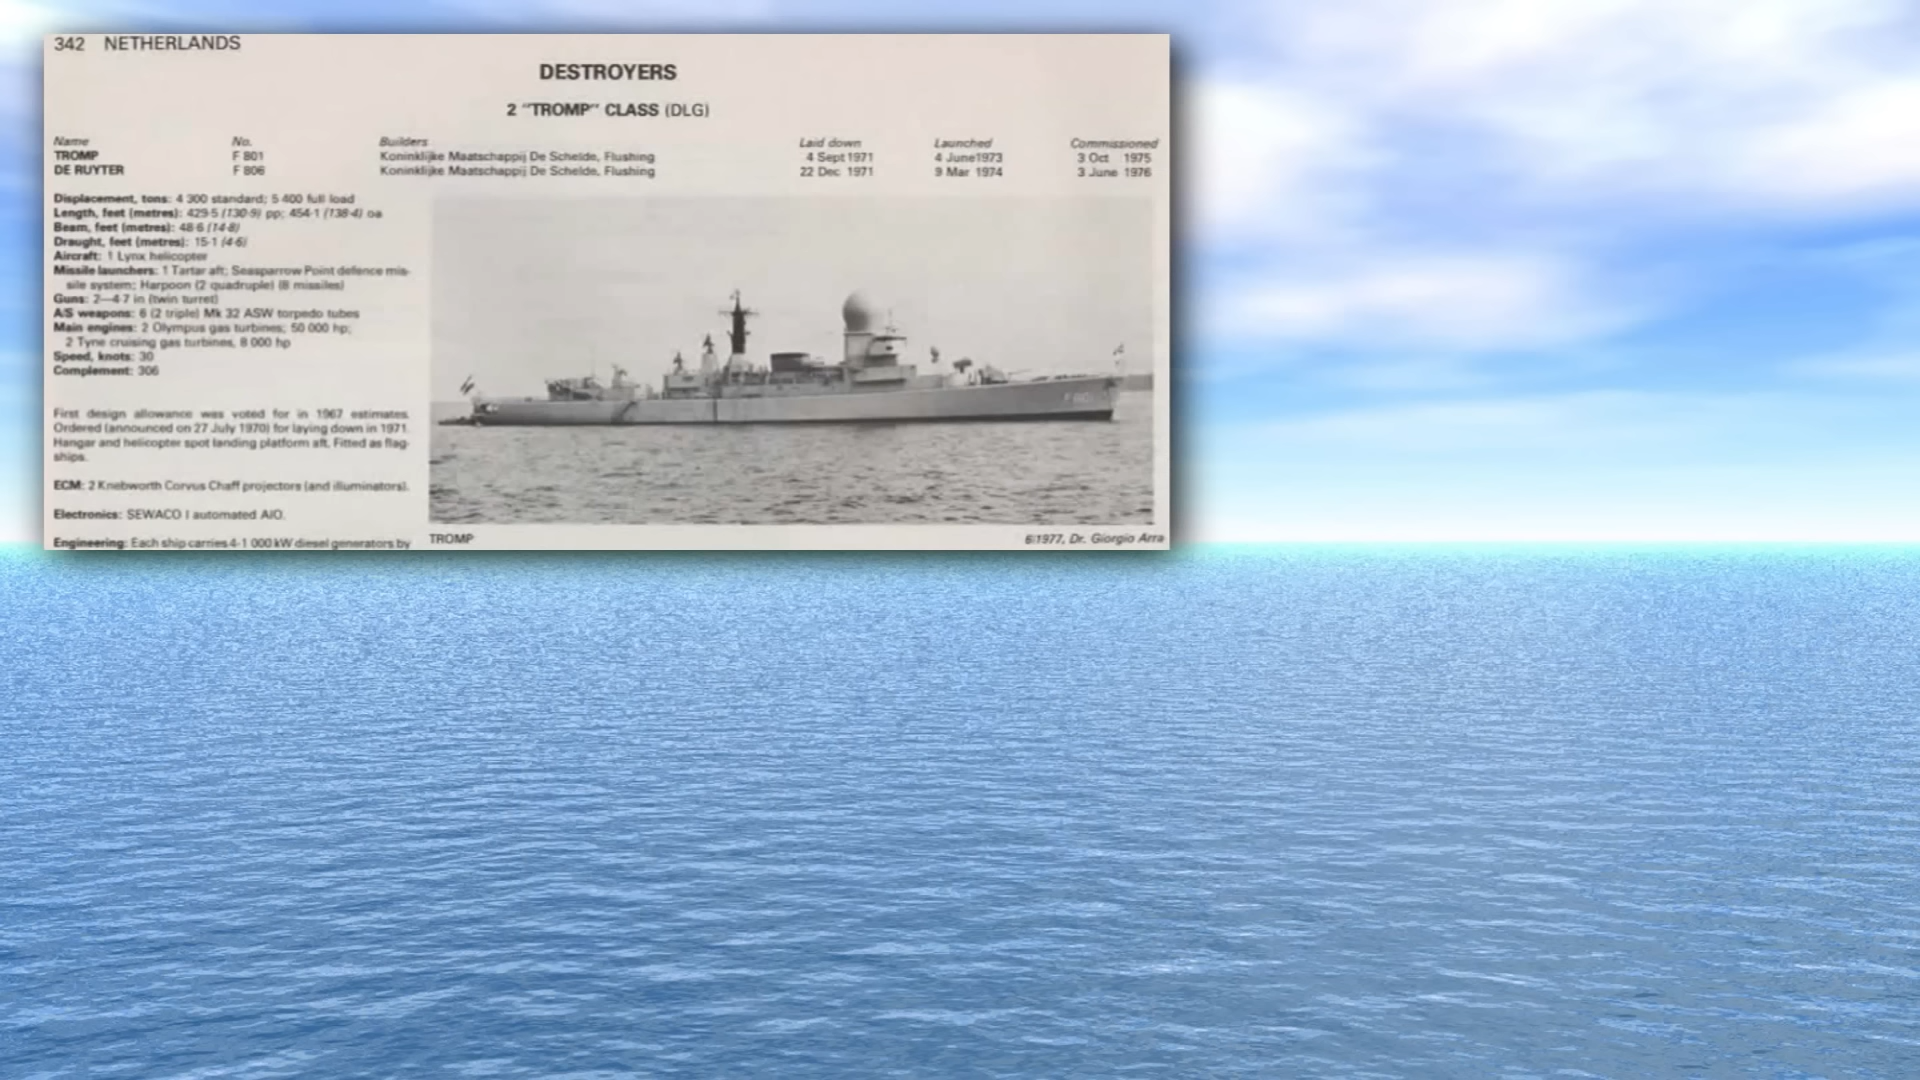 342 NETHERLANDS
DESTROYERS
2 "TROMP" CLASS (DLG)
Name No. Builders Laid down Launched Commissioned
TROMP F 801 Koninklijke Maatschappij De Schelde, Flushing 4 Sept 1971 4 June 1973 3 Oct 1975
DE RUYTER F 806 Koninklijke Maatschappij De Schelde, Flushing 22 Dec 1971 9 Mar 1974 3 June 1976
Displacement, tons: 4 300 standard; 5 400 full load
Length, feet (metres): 429·5 (130·9) pp; 454·1 (138·4) oa
Beam, feet (metres): 48·6 (14·8)
Draught, feet (metres): 15·1 (4·6)
Aircraft: 1 Lynx helicopter
Missile launchers: 1 Tartar aft; Seasparrow Point defence mis-
sile system; Harpoon (2 quadruple) (8 missiles)
Guns: 2—4·7 in (twin turret)
A/S weapons: 6 (2 triple) Mk 32 ASW torpedo tubes
Main engines: 2 Olympus gas turbines; 50 000 hp;
2 Tyne cruising gas turbines, 8 000 hp
Speed, knots: 30
Complement: 306
First design allowance was voted for in 1967 estimates.
Ordered (announced on 27 July 1970) for laying down in 1971.
Hangar and helicopter spot landing platform aft. Fitted as flag-
ships.
ECM: 2 Knebworth Corvus Chaff projectors (and illuminators).
Electronics: SEWACO I automated AIO.
Engineering: Each ship carries 4-1 000 kW diesel generators by
TROMP 6/1977, Dr. Giorgio Arra